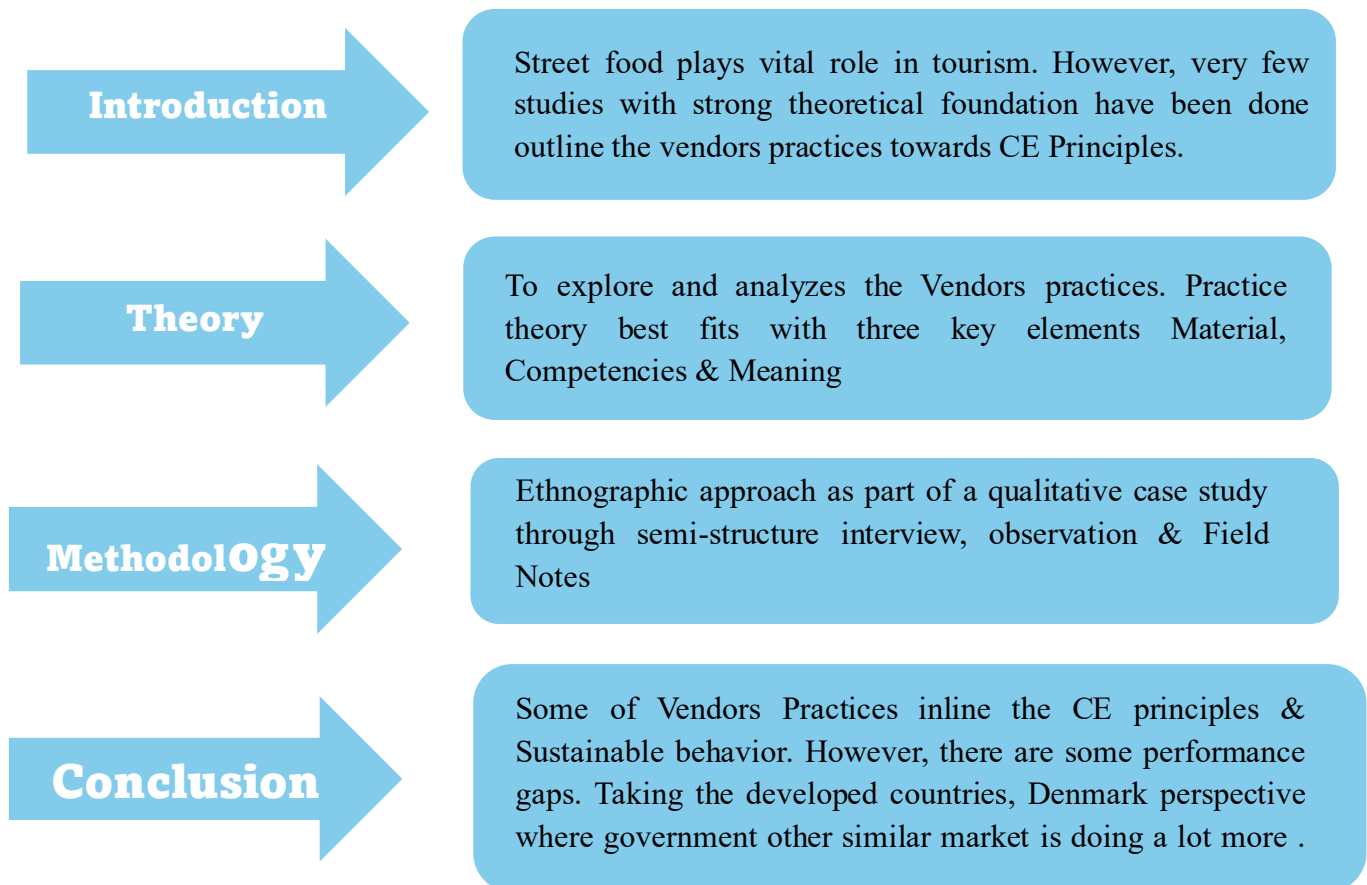 Introduction
Street food plays vital role in tourism. However, very few
studies with strong theoretical foundation have been done
outline the vendors practices towards CE Principles.
Theory
To explore and analyzes the Vendors practices. Practice
theory best fits with three key elements Material,
Competencies & Meaning
Methodology
Ethnographic approach as part of a qualitative case study
through semi-structure interview, observation & Field
Notes
Conclusion
Some of Vendors Practices inline the CE principles &
Sustainable behavior. However, there are some performance
gaps. Taking the developed countries, Denmark perspective
where government other similar market is doing a lot more .